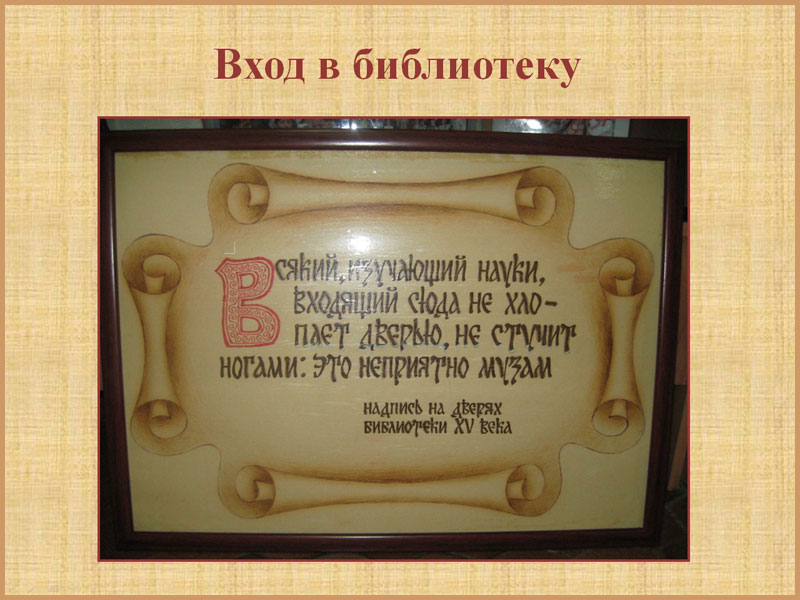 Вход в библиотеку
Всякий, изучающий науки,
входящий сюда не хло-
пает дверью, не стучит
ногами: это неприятно музам
надпись на дверях
библиотеки XV века